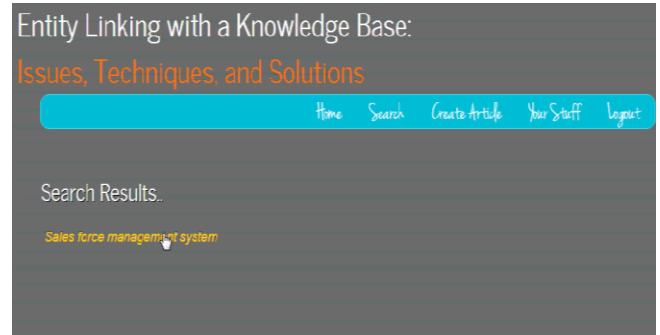 Entity Linking with a Knowledge Base:
Issues, Techniques, and Solutions
Home Search Create Article Your Stuff Logout
Search Results..
Sales force management system